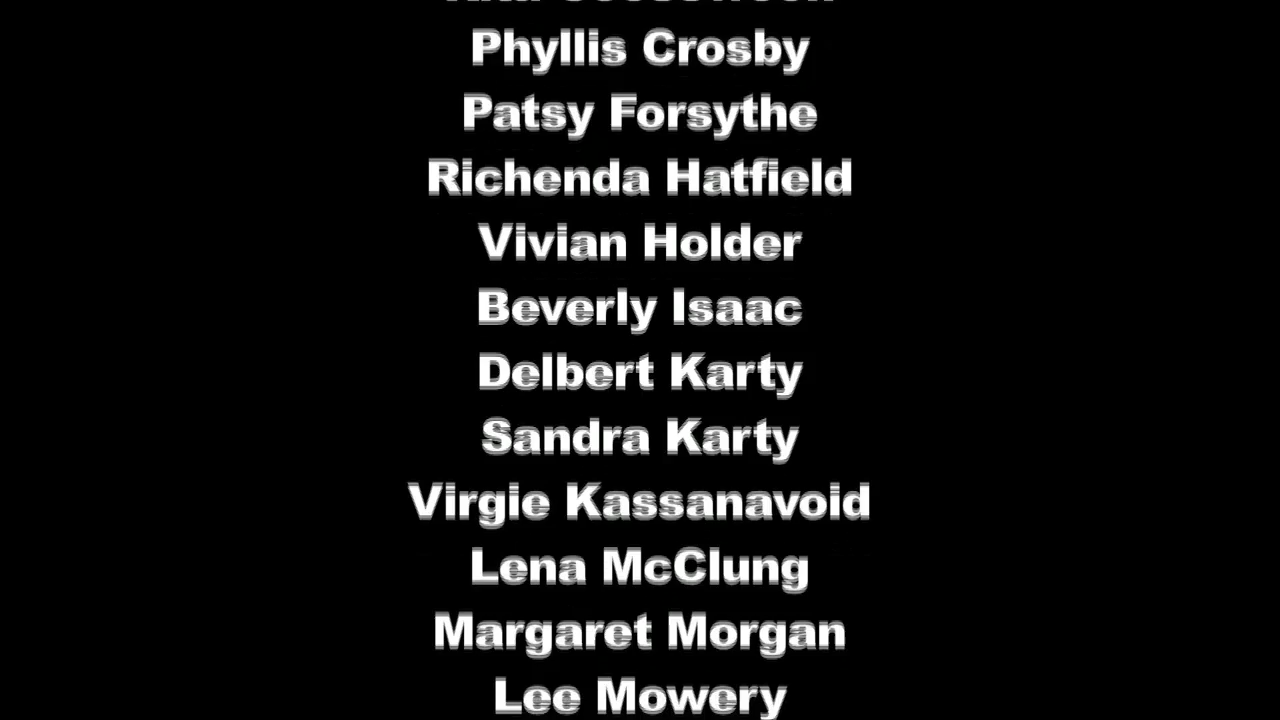 Phyllis Crosby
Patsy Forsythe
Richenda Hatfield
Vivian Holder
Beverly Isaac
Delbert Karty
Sandra Karty
Virgie Kassanavoid
Lena McClung
Margaret Morgan
Lee Mowery